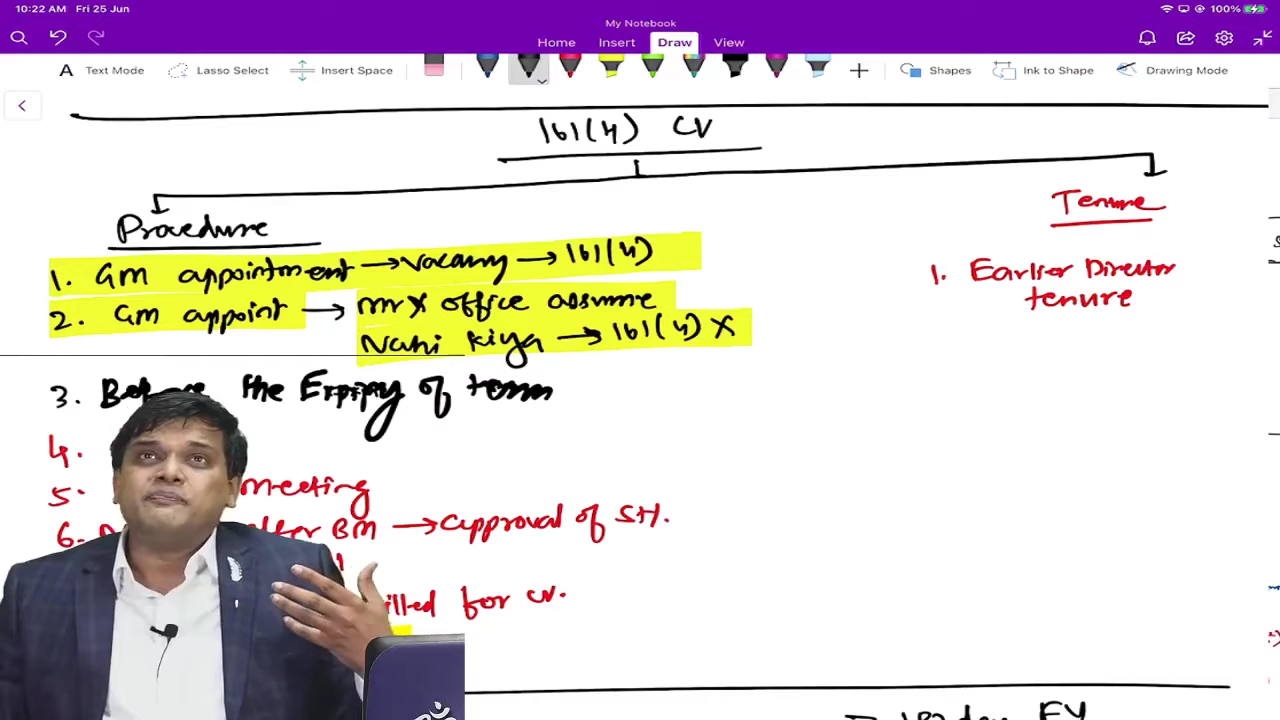 10:22 AM Fri 25 Jun
100%
My Notebook
Home Insert Draw View
A Text Mode Lasso Select Insert Space Shapes Ink to Shape Drawing Mode
161(4) CV
Procedure
1. GM appointment → Vacancy → 161(4)
2. GM appoint → Mr X office assume
Nahi Kiya → 161(4) X
3. the Expipy of term
4.
5. Meeting
6. BM → approval of SH.
for cv.
Tenure
1. Earlier Director
tenure
FY